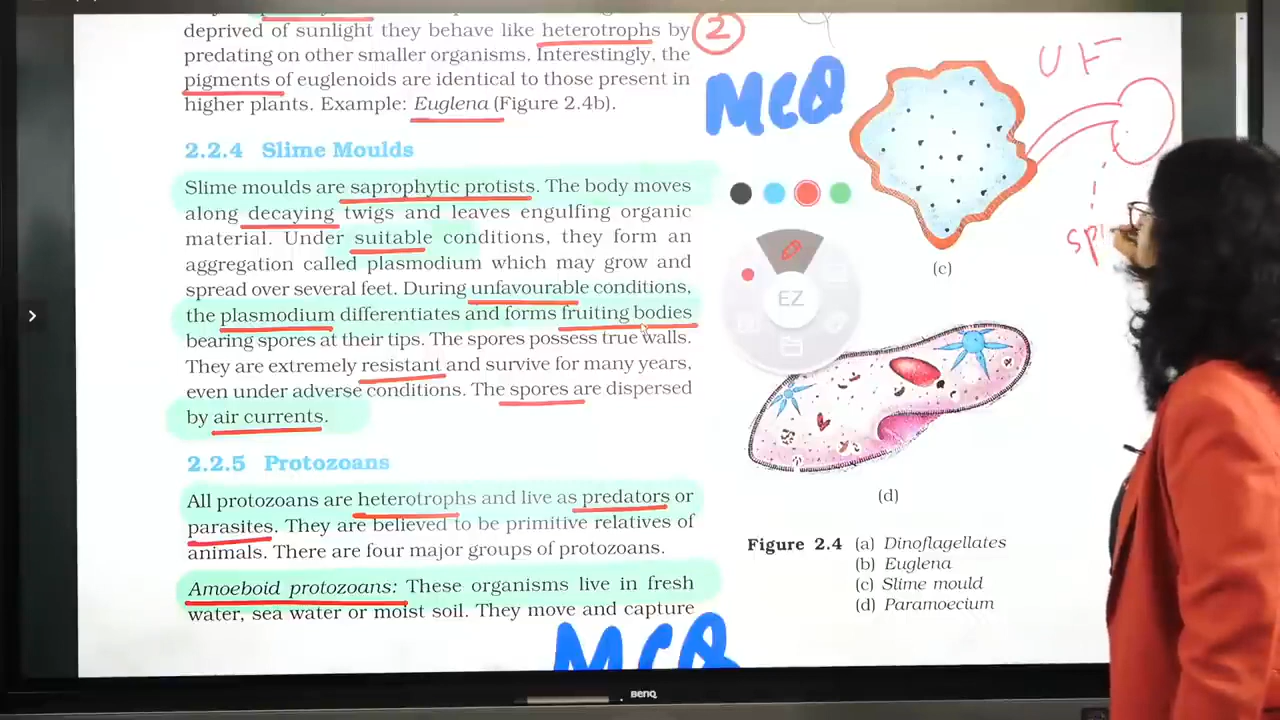 deprived of sunlight they behave like heterotrophs by
predating on other smaller organisms. Interestingly, the
pigments of euglenoids are identical to those present in
higher plants. Example: Euglena (Figure 2.4b).
2
MCQ
UF
2.2.4 Slime Moulds
Slime moulds are saprophytic protists. The body moves
along decaying twigs and leaves engulfing organic
material. Under suitable conditions, they form an
aggregation called plasmodium which may grow and
spread over several feet. During unfavourable conditions,
the plasmodium differentiates and forms fruiting bodies
bearing spores at their tips. The spores possess true walls.
They are extremely resistant and survive for many years,
even under adverse conditions. The spores are dispersed
by air currents.
EZ
(c)
2.2.5 Protozoans
All protozoans are heterotrophs and live as predators or
parasites. They are believed to be primitive relatives of
animals. There are four major groups of protozoans.
Amoeboid protozoans: These organisms live in fresh
water, sea water or moist soil. They move and capture
(d)
Figure 2.4 (a) Dinoflagellates
(b) Euglena
(c) Slime mould
(d) Paramoecium
MCQ
BenQ